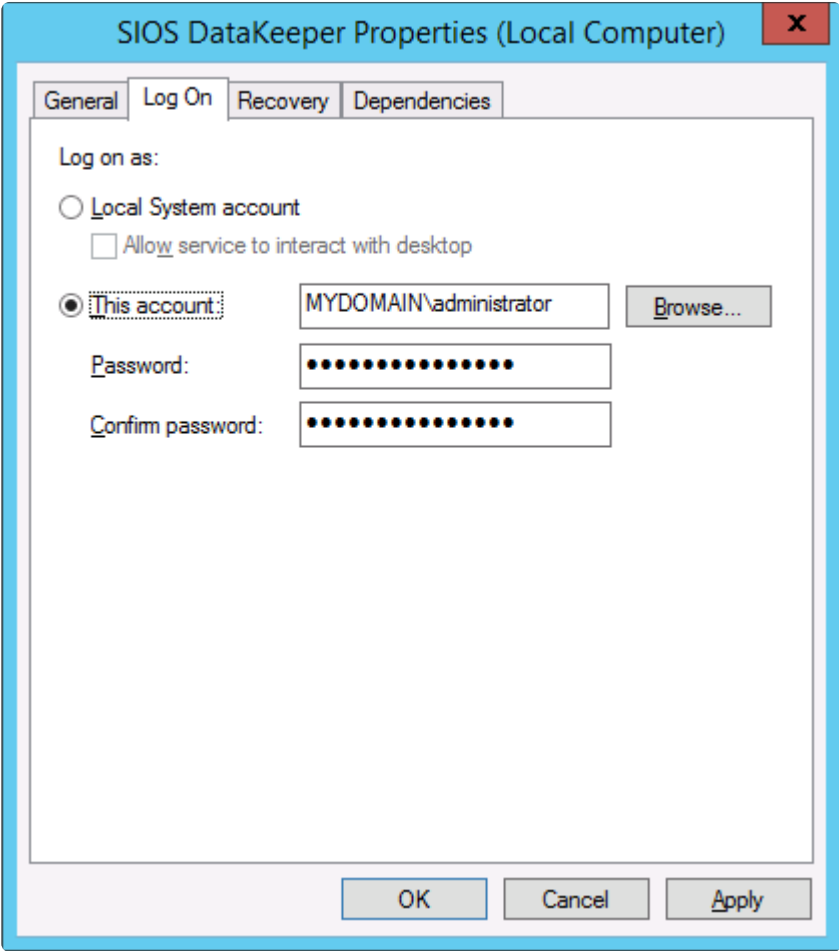 SIOS DataKeeper Properties (Local Computer)
x
General Log On Recovery Dependencies
Log on as:
Local System account
Allow service to interact with desktop
This account: MYDOMAIN\administrator Browse...
Password: •••••••••••••••
Confirm password: •••••••••••••••
OK Cancel Apply